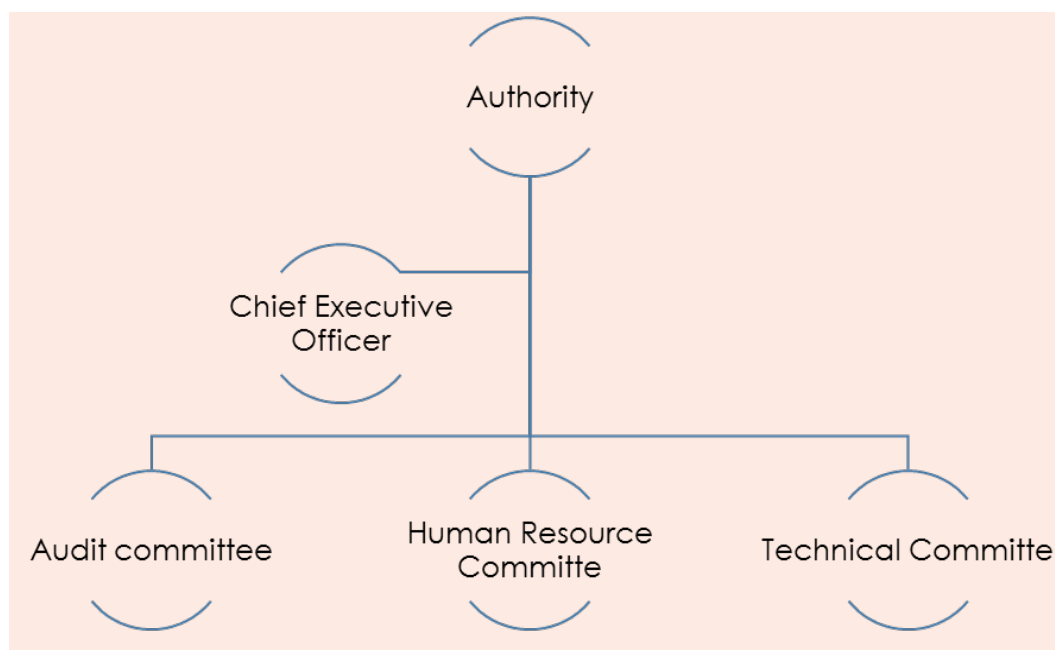 Authority
Chief Executive
Officer
Audit committee
Human Resource
Committe
Technical Committe